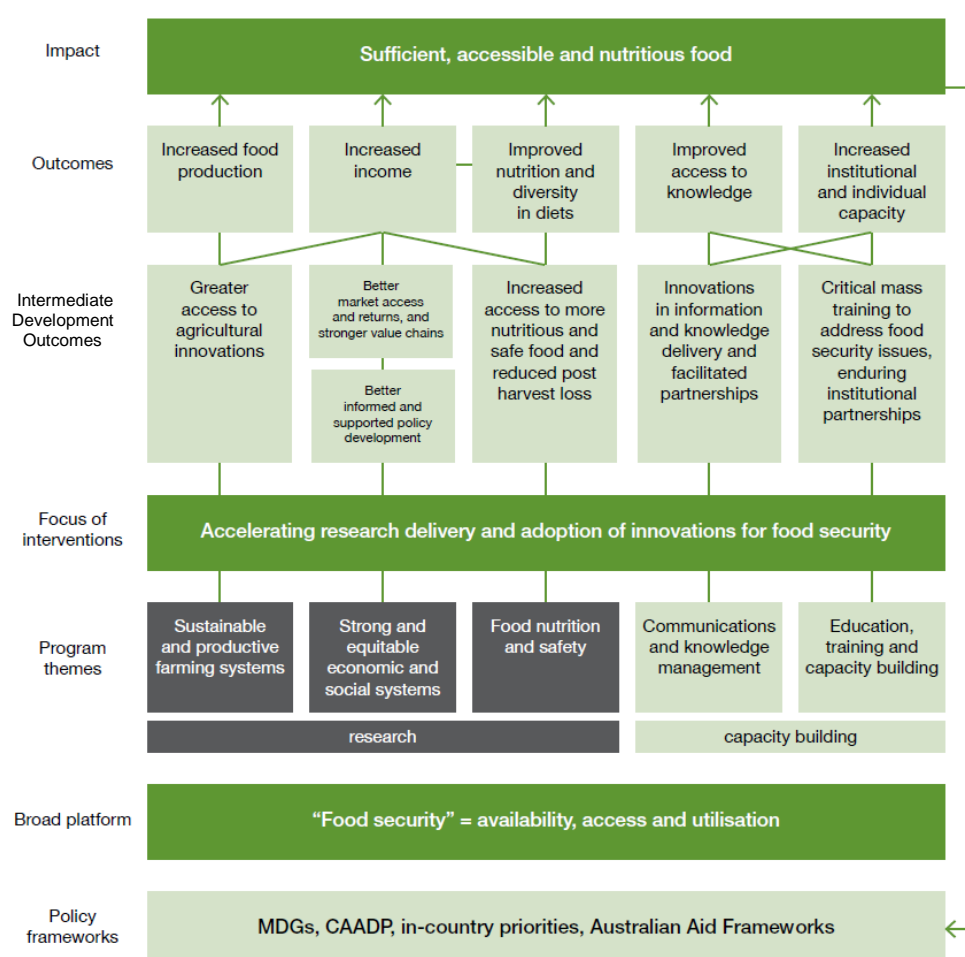 Impact
Sufficient, accessible and nutritious food
Outcomes
Increased food
production
Increased
income
Improved
nutrition and
diversity
in diets
Improved
access to
knowledge
Increased
institutional
and individual
capacity
Intermediate
Development
Outcomes
Greater
access to
agricultural
innovations
Better
market access
and returns, and
stronger value chains
Better
informed and
supported policy
development
Increased
access to more
nutritious and
safe food and
reduced post
harvest loss
Innovations
in information
and knowledge
delivery and
facilitated
partnerships
Critical mass
training to
address food
security issues,
enduring
institutional
partnerships
Focus of
interventions
Accelerating research delivery and adoption of innovations for food security
Program
themes
Sustainable
and productive
farming systems
Strong and
equitable
economic and
social systems
Food nutrition
and safety
Communications
and knowledge
management
Education,
training and
capacity building
research
capacity building
Broad platform
“Food security” = availability, access and utilisation
Policy
frameworks
MDGs, CAADP, in-country priorities, Australian Aid Frameworks